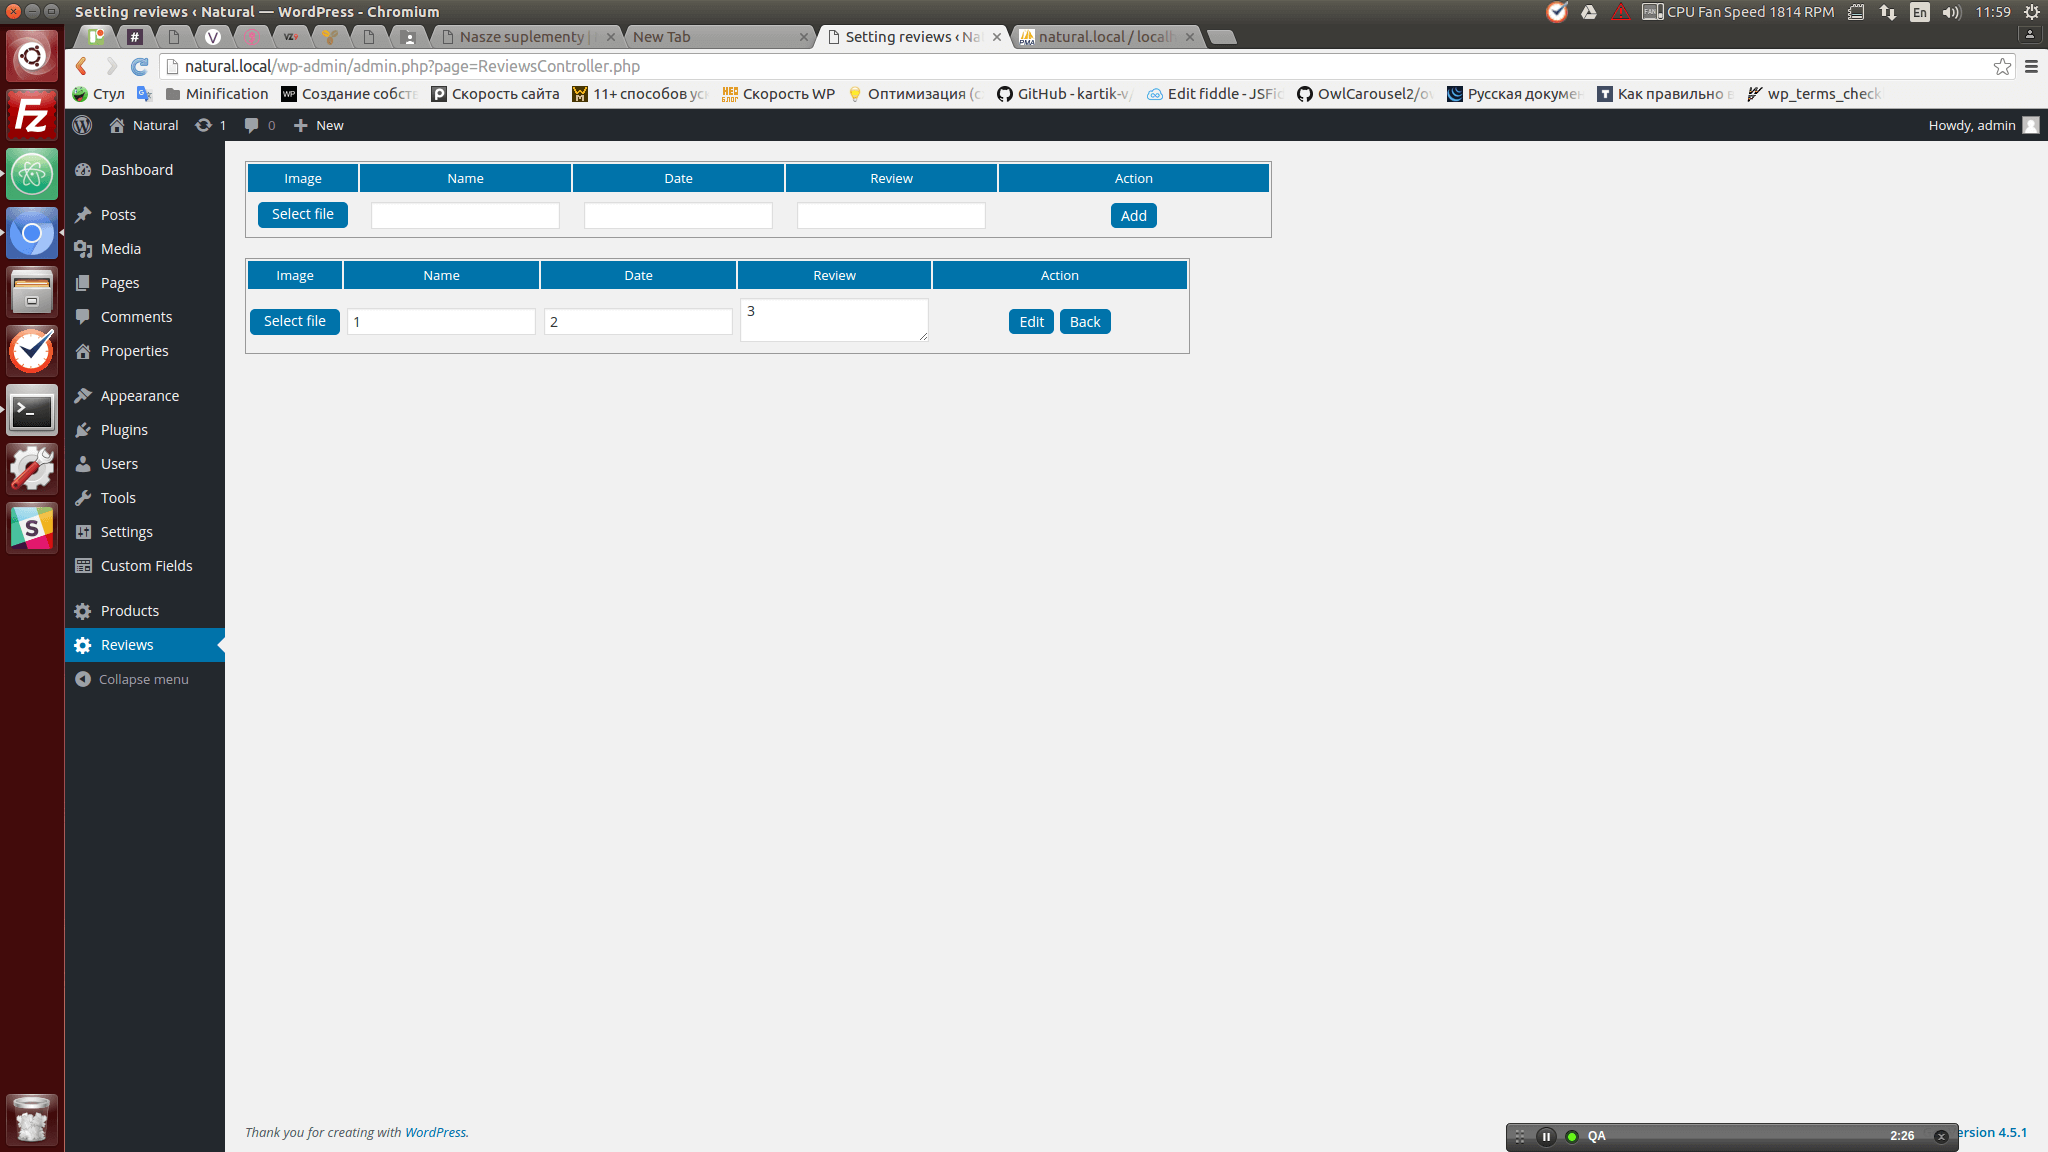 Setting reviews ‹ Natural — WordPress - Chromium
CPU Fan Speed 1814 RPM
En
11:59
Nasze suplementy |
New Tab
Setting reviews ‹ Na
natural.local / local
natural.local/wp-admin/admin.php?page=ReviewsController.php
Стул
Minification
Создание собст
Скорость сайта
11+ способов ус
Скорость WP
Оптимизация (с
GitHub - kartik-v/
Edit fiddle - JSFid
OwlCarousel2/ov
Русская докумен
Как правильно в
wp_terms_check
Natural
1
0
New
Howdy, admin
Dashboard
Posts
Media
Pages
Comments
Properties
Appearance
Plugins
Users
Tools
Settings
Custom Fields
Products
Reviews
Collapse menu
Image Name Date Review Action
Select file Add
Image Name Date Review Action
Select file 1 2 3 Edit Back
Thank you for creating with WordPress.
QA 2:26
ersion 4.5.1